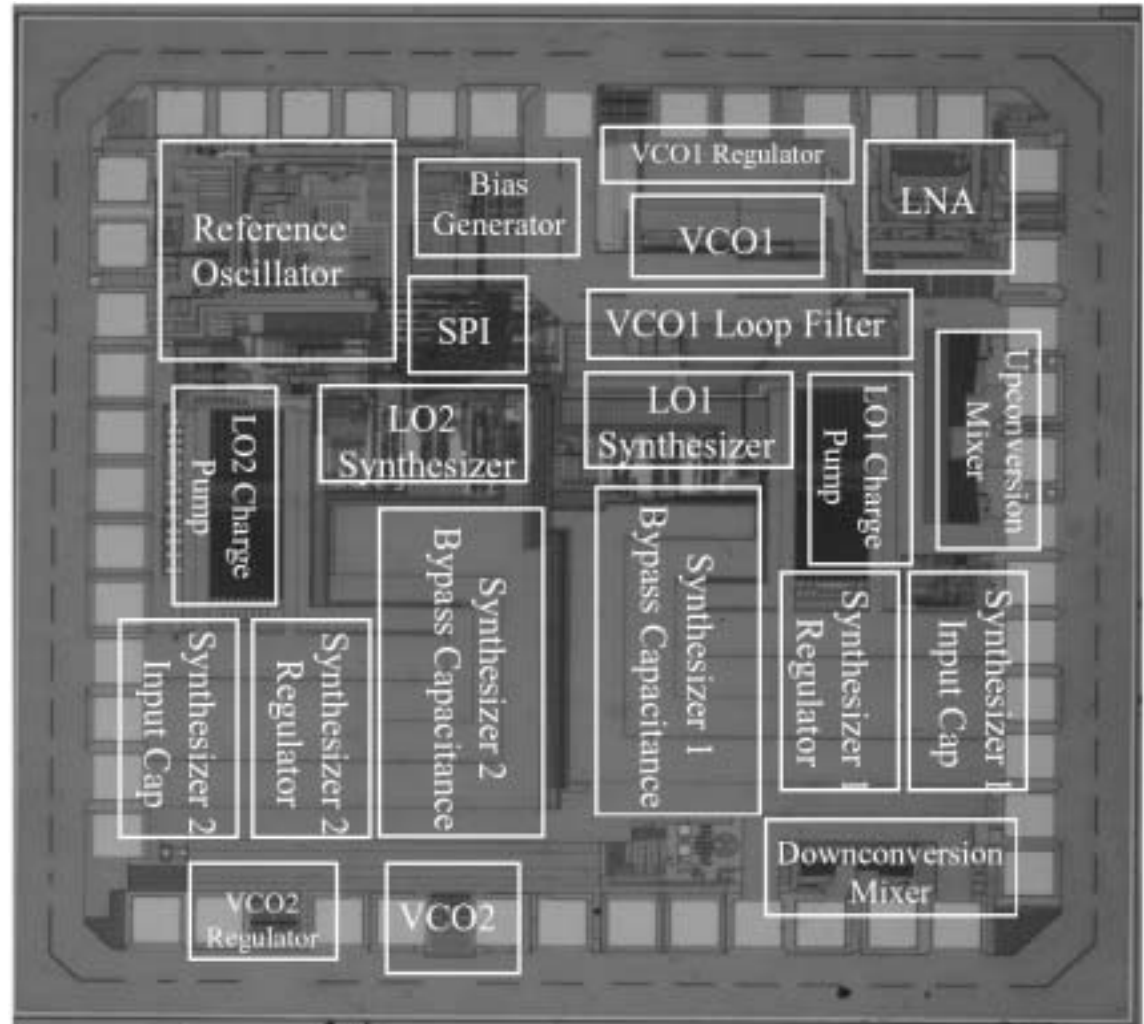 VCO1 Regulator
Bias
Generator
LNA
Reference
Oscillator
VCO1
SPI
VCO1 Loop Filter
Upconversion
Mixer
LO2 Charge
Pump
LO2
Synthesizer
LO1
Synthesizer
LO1 Charge
Pump
Synthesizer 2
Input Cap
Synthesizer 2
Regulator
Synthesizer 2
Bypass Capacitance
Synthesizer 1
Bypass Capacitance
Synthesizer 1
Regulator
Synthesizer 1
Input Cap
Downconversion
Mixer
VCO2
Regulator
VCO2